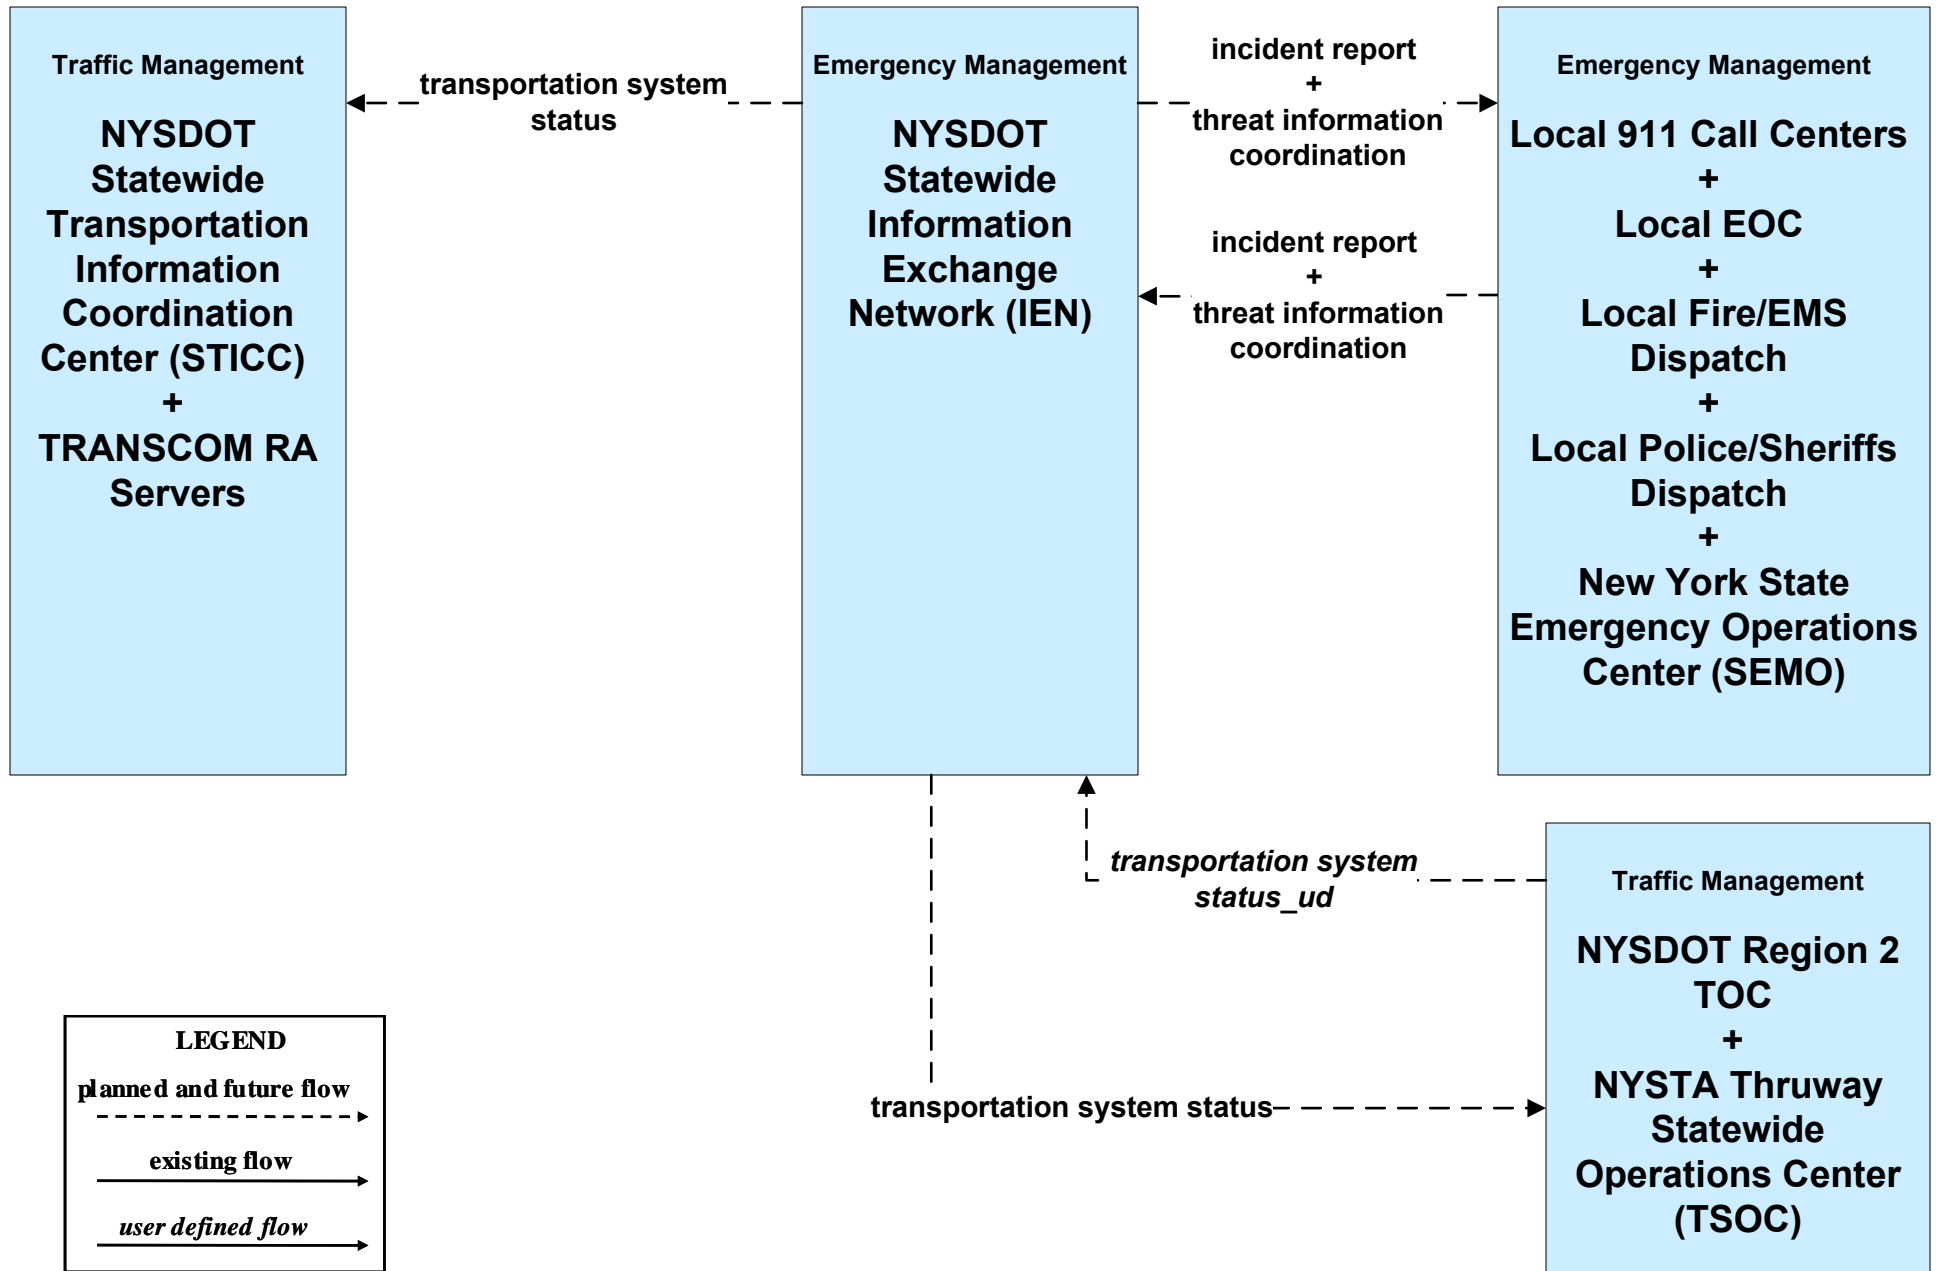 Traffic Management
NYSDOT
Statewide
Transportation
Information
Coordination
Center (STICC)
+
TRANSCOM RA
Servers
transportation system
status
Emergency Management
NYSDOT
Statewide
Information
Exchange
Network (IEN)
incident report
+
threat information
coordination
incident report
+
threat information
coordination
Emergency Management
Local 911 Call Centers
+
Local EOC
+
Local Fire/EMS
Dispatch
+
Local Police/Sheriffs
Dispatch
+
New York State
Emergency Operations
Center (SEMO)
transportation system
status_ud
transportation system status
Traffic Management
NYSDOT Region 2
TOC
+
NYSTA Thruway
Statewide
Operations Center
(TSOC)
LEGEND
planned and future flow
existing flow
user defined flow